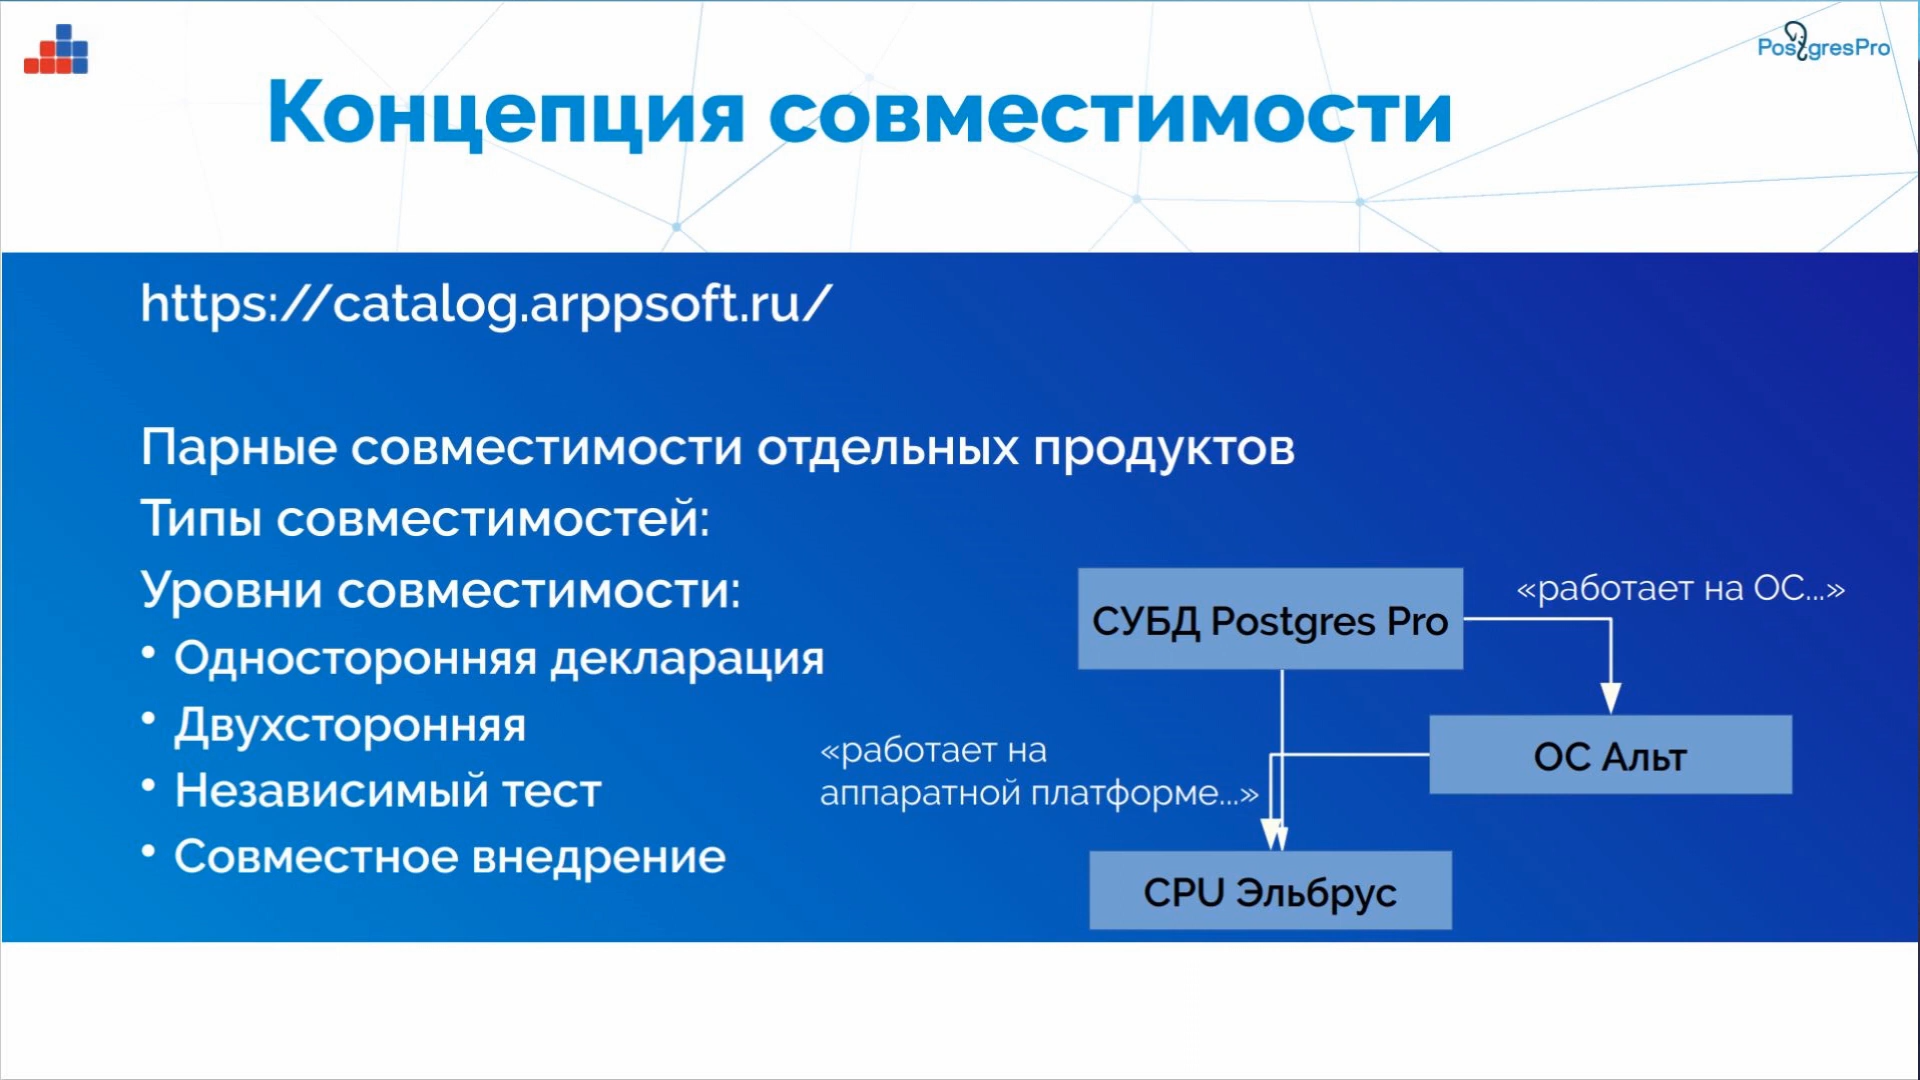 PostgresPro
Концепция совместимости
https://catalog.arppsoft.ru/
Парные совместимости отдельных продуктов
Типы совместимостей:
Уровни совместимости:
• Односторонняя декларация
• Двухсторонняя
• Независимый тест
• Совместное внедрение
СУБД Postgres Pro
«работает на ОС...»
ОС Альт
«работает на
аппаратной платформе...»
CPU Эльбрус